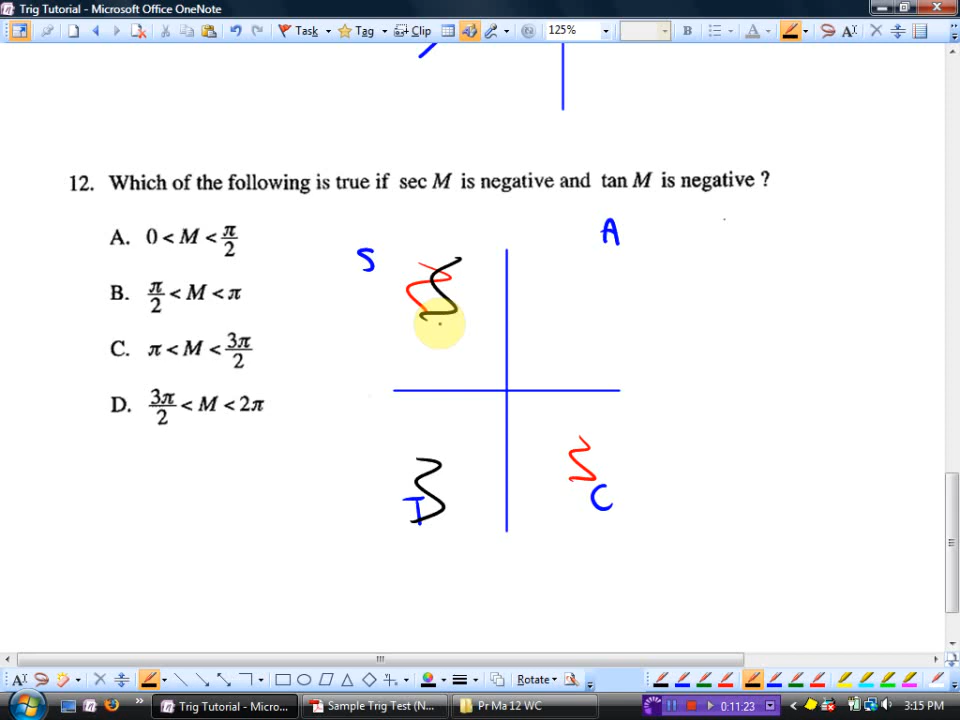 Trig Tutorial - Microsoft OneNote
Task Tag Clip 125% B A
12. Which of the following is true if sec M is negative and tan M is negative ?
A
A. 0 < M < π/2
S
B. π/2 < M < π
C. π < M < 3π/2
D. 3π/2 < M < 2π
T
C
Rotate
Trig Tutorial - Micro... Sample Trig Test (N... Pr Ma 12 WC 0:11:23 3:15 PM